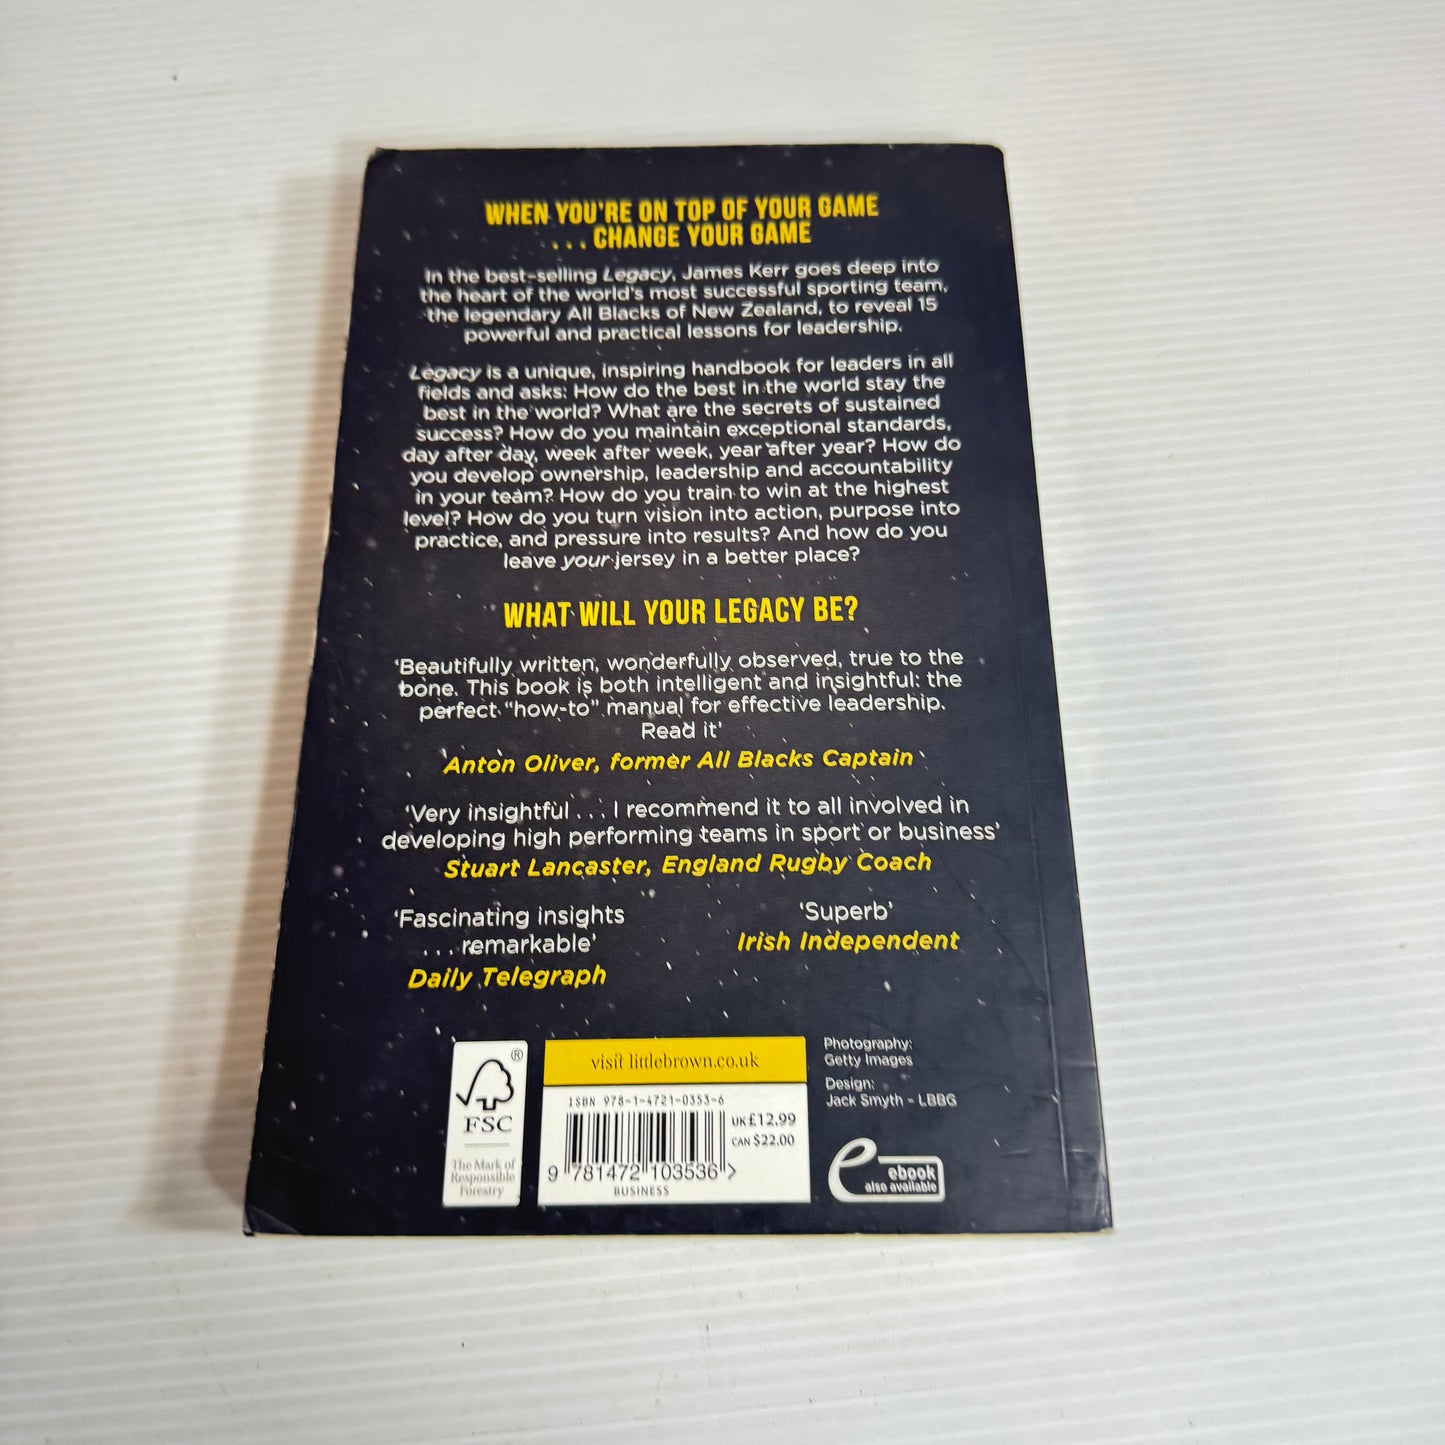 WHEN YOU'RE ON TOP OF YOUR GAME
... CHANGE YOUR GAME
In the best-selling Legacy, James Kerr goes deep into
the heart of the world's most successful sporting team,
the legendary All Blacks of New Zealand, to reveal 15
powerful and practical lessons for leadership.
Legacy is a unique, inspiring handbook for leaders in all
fields and asks: How do the best in the world stay the
best in the world? What are the secrets of sustained
success? How do you maintain exceptional standards,
day after day, week after week, year after year? How do
you develop ownership, leadership and accountability
in your team? How do you train to win at the highest
level? How do you turn vision into action, purpose into
practice, and pressure into results? And how do you
leave your jersey in a better place?
WHAT WILL YOUR LEGACY BE?
‘Beautifully written, wonderfully observed, true to the
bone. This book is both intelligent and insightful: the
perfect “how-to” manual for effective leadership.
Read it’
Anton Oliver, former All Blacks Captain
‘Very insightful ... I recommend it to all involved in
developing high performing teams in sport or business’
Stuart Lancaster, England Rugby Coach
‘Fascinating insights
... remarkable’
Daily Telegraph
‘Superb’
Irish Independent
® FSC
The Mark of
Responsible
Forestry
visit littlebrown.co.uk
ISBN 978-1-4721-0353-6
UK £12.99
CAN $22.00
9 781472 103536 >
BUSINESS
Photography:
Getty Images
Design:
Jack Smyth - LBBG
ebook
also available